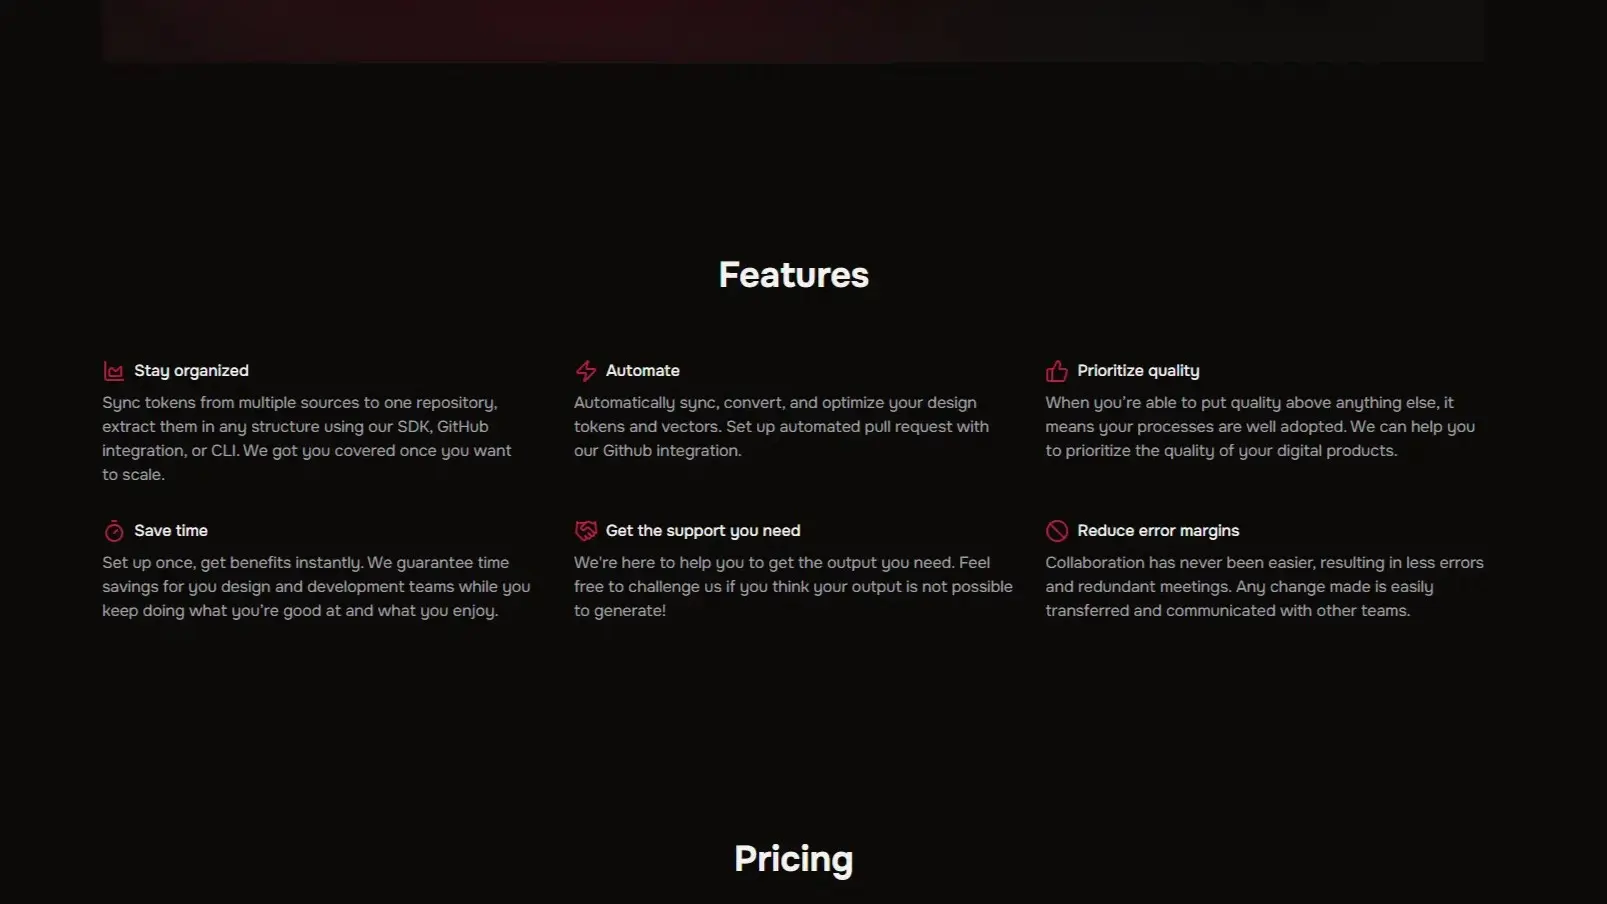 Features
Stay organized
Sync tokens from multiple sources to one repository,
extract them in any structure using our SDK, GitHub
integration, or CLI. We got you covered once you want
to scale.
Automate
Automatically sync, convert, and optimize your design
tokens and vectors. Set up automated pull request with
our Github integration.
Prioritize quality
When you’re able to put quality above anything else, it
means your processes are well adopted. We can help you
to prioritize the quality of your digital products.
Save time
Set up once, get benefits instantly. We guarantee time
savings for you design and development teams while you
keep doing what you’re good at and what you enjoy.
Get the support you need
We're here to help you to get the output you need. Feel
free to challenge us if you think your output is not possible
to generate!
Reduce error margins
Collaboration has never been easier, resulting in less errors
and redundant meetings. Any change made is easily
transferred and communicated with other teams.
Pricing